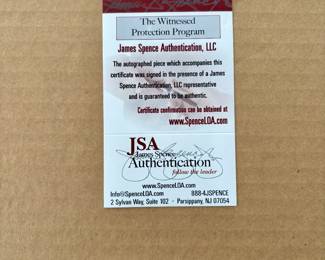 The Witnessed
Protection Program
James Spence Authentication, LLC
The autographed piece which accompanies this
certificate was signed in the presence of a James
Spence Authentication, LLC representative
and is guaranteed to be authentic.
Certificate confirmation can be obtained at
www.SpenceLOA.com
JSA
James Spence
Authentication
follow the leader
www.SpenceLOA.com
Info@SpenceLOA.com 888-4JSPENCE
2 Sylvan Way, Suite 102 - Parsippany, NJ 07054